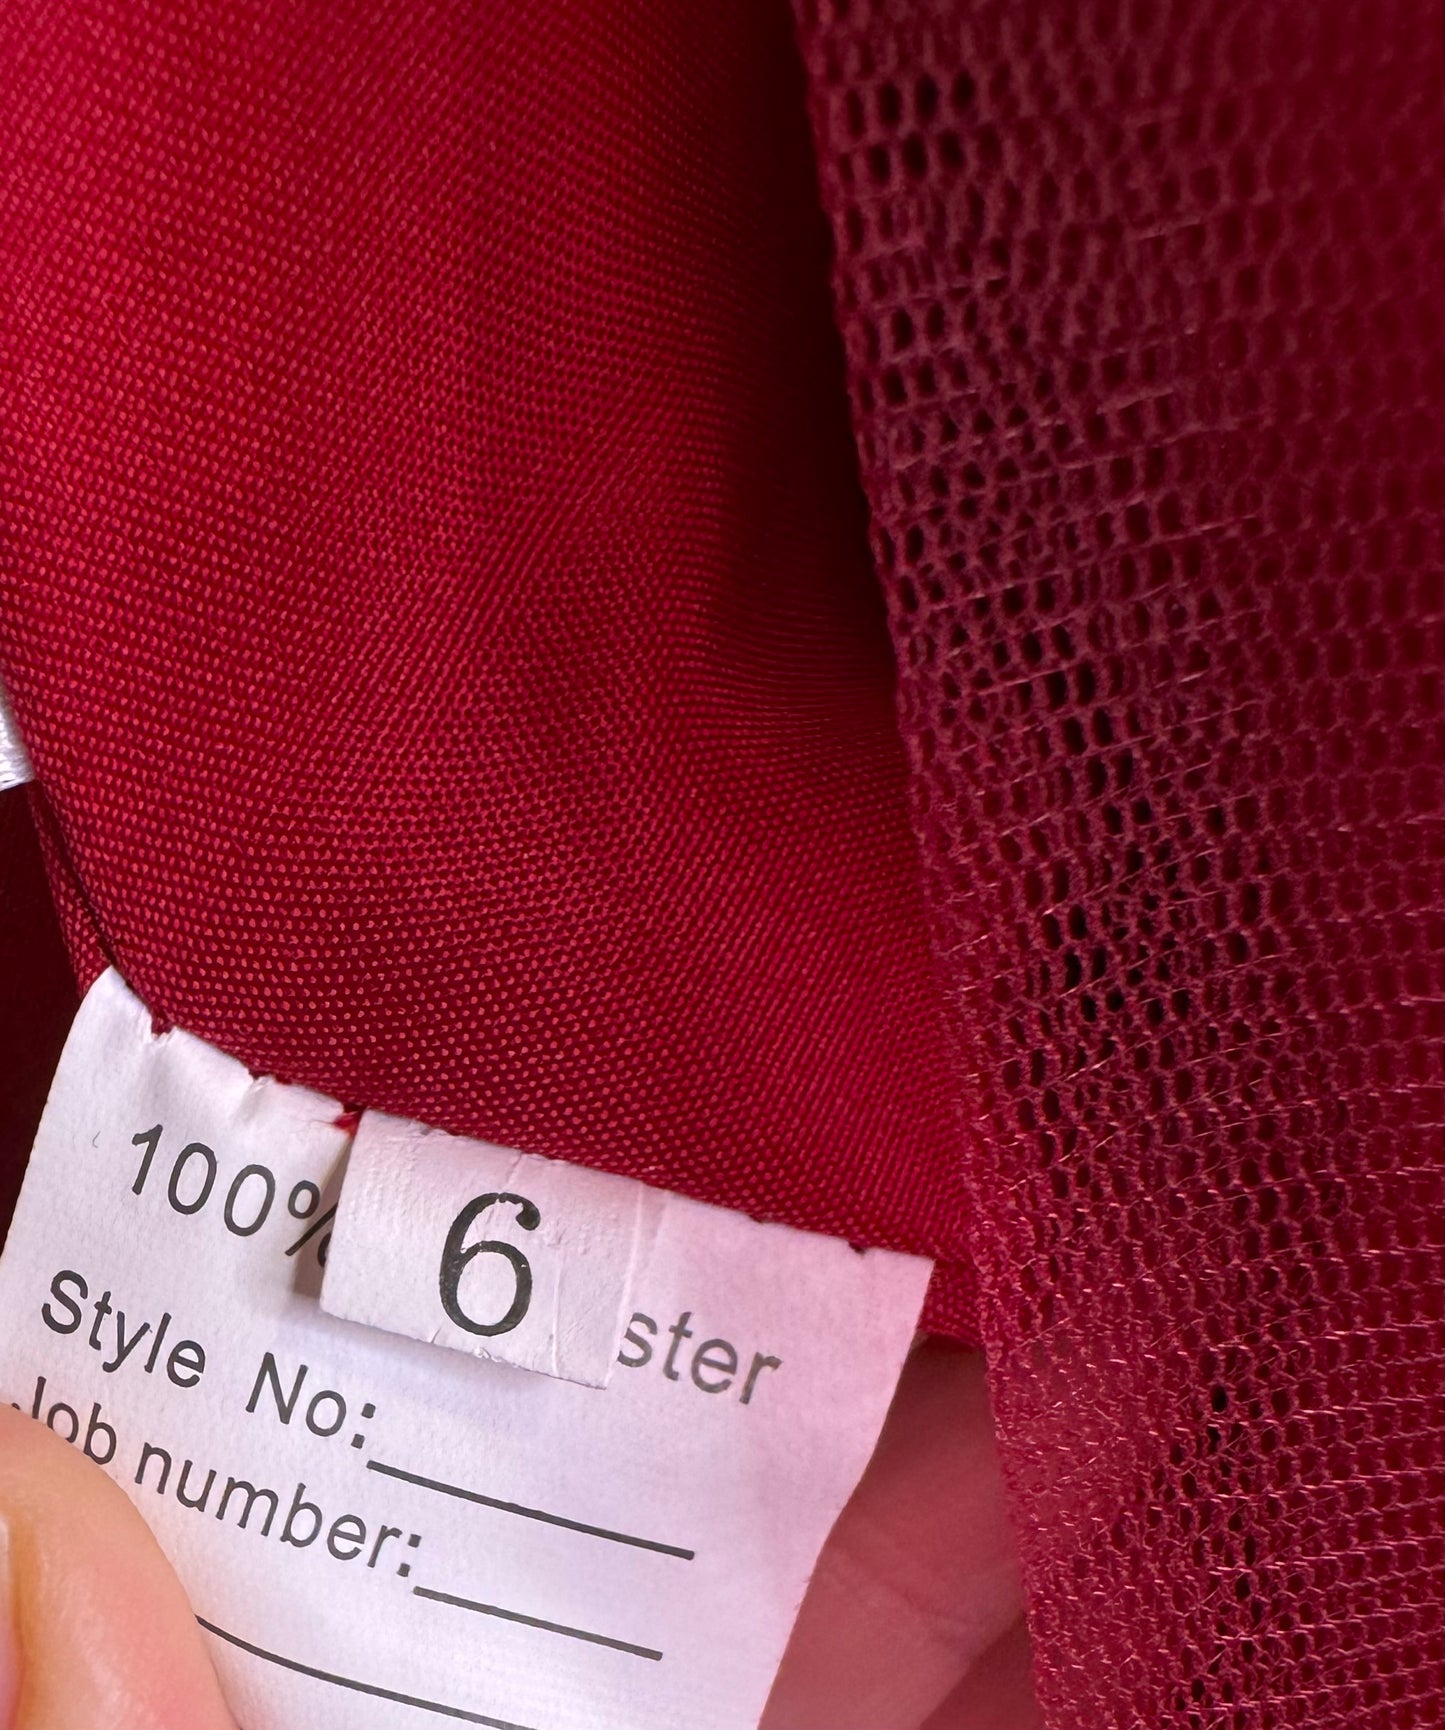 100% ster
6
Style No:
Job number: